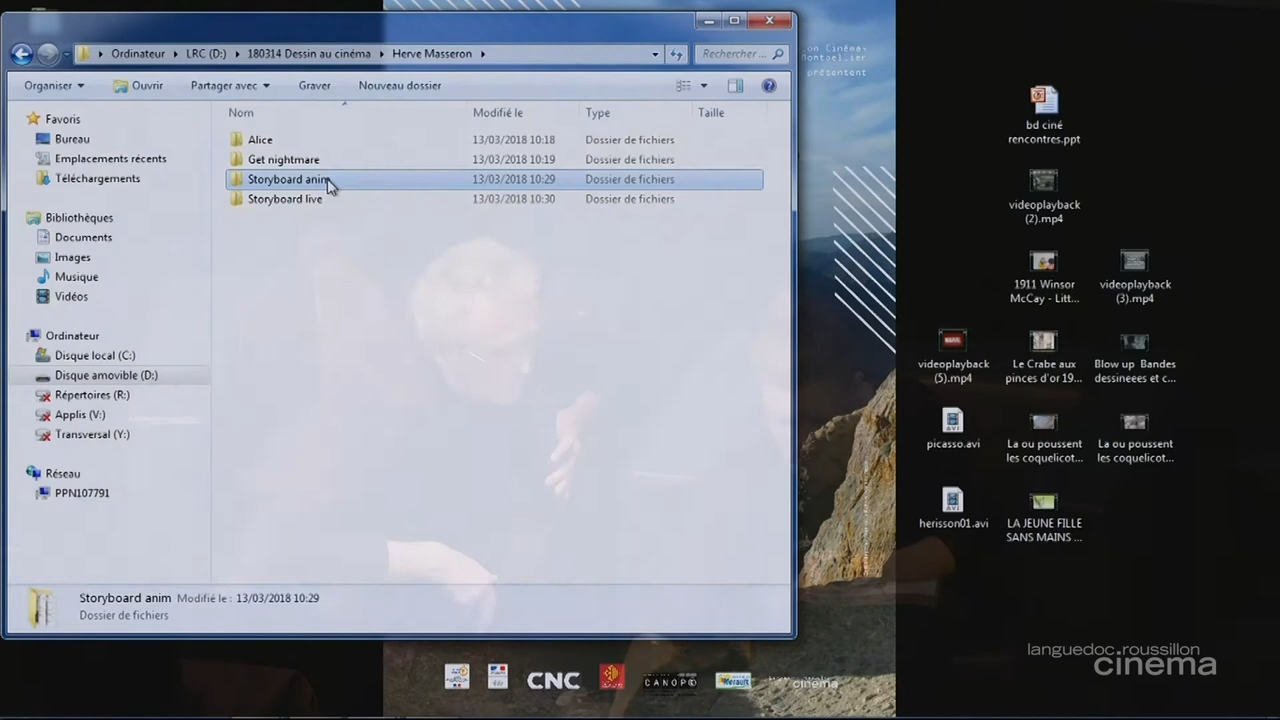 Ordinateur LRC (D:) 180314 Dessin au cinéma Herve Masseron
Rechercher ...
Organiser Ouvrir Partager avec Graver Nouveau dossier
Nom Modifié le Type Taille
Favoris
Bureau
Emplacements récents
Téléchargements
Bibliothèques
Documents
Images
Musique
Vidéos
Ordinateur
Disque local (C:)
Disque amovible (D:)
Répertoires (R:)
Applis (V:)
Transversal (Y:)
Réseau
PPN107791
Alice 13/03/2018 10:18 Dossier de fichiers
Get nightmare 13/03/2018 10:19 Dossier de fichiers
Storyboard anim 13/03/2018 10:29 Dossier de fichiers
Storyboard live 13/03/2018 10:30 Dossier de fichiers
Storyboard anim Modifié le : 13/03/2018 10:29
Dossier de fichiers
on Cinéma
ontpellier
présentent
bd ciné
rencontres.ppt
videoplayback
(2).mp4
1911 Winsor
McCay - Litt...
videoplayback
(3).mp4
videoplayback
(5).mp4
Le Crabe aux
pinces d'or 19...
Blow up Bandes
dessineees et c...
picasso.avi
La ou poussent
les coquelicot...
La ou poussent
les coquelicot...
herisson01.avi
LA JEUNE FILLE
SANS MAINS ...
CNC
CANOPÉ
Hérault
cinéma
languedoc roussillon
cinéma